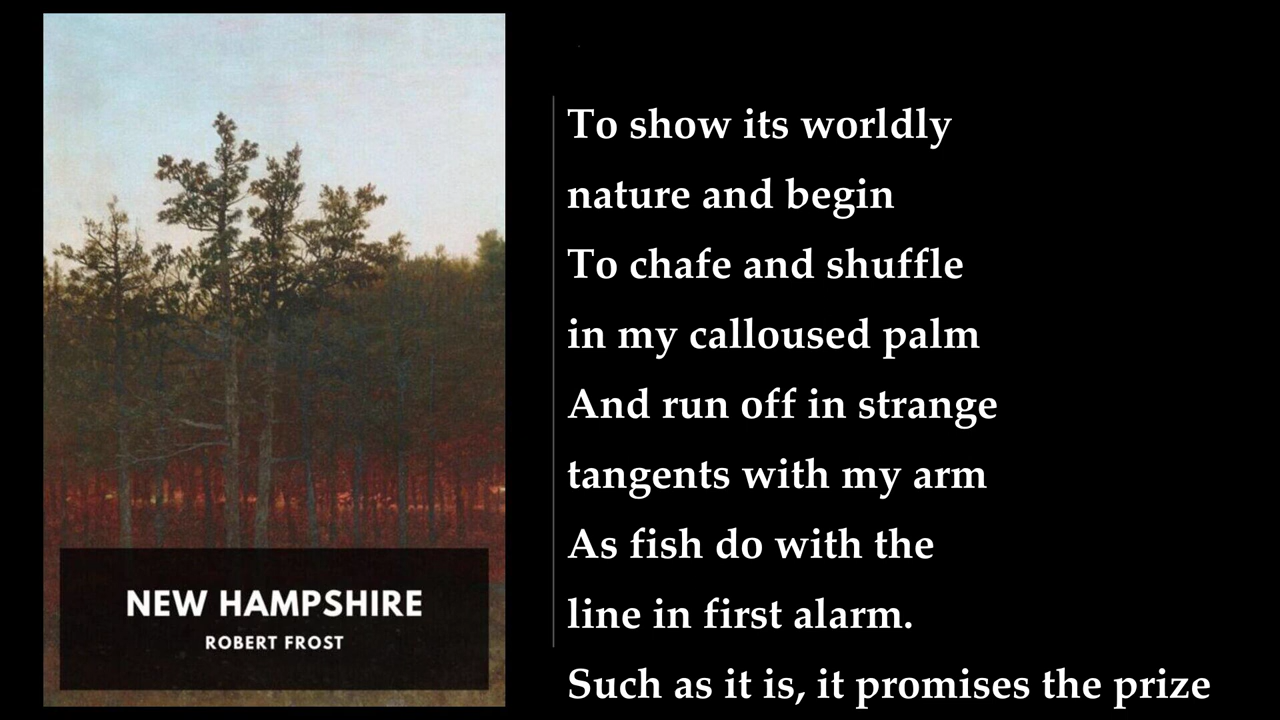 NEW HAMPSHIRE
ROBERT FROST
To show its worldly
nature and begin
To chafe and shuffle
in my calloused palm
And run off in strange
tangents with my arm
As fish do with the
line in first alarm.
Such as it is, it promises the prize